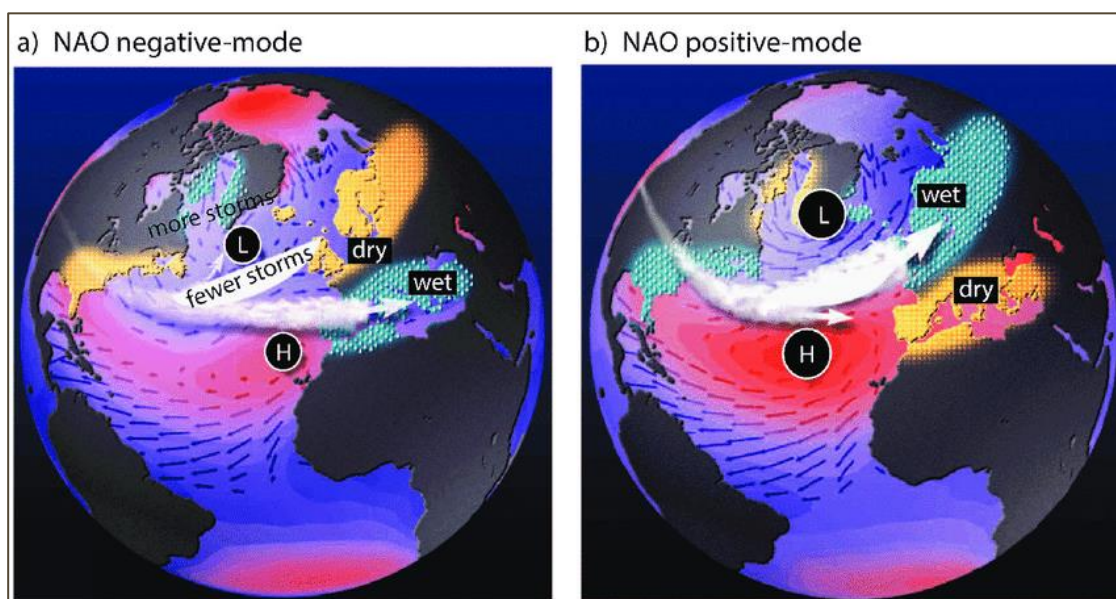 a) NAO negative-mode
more storms
L
fewer storms
dry
wet
H
b) NAO positive-mode
L
wet
dry
H